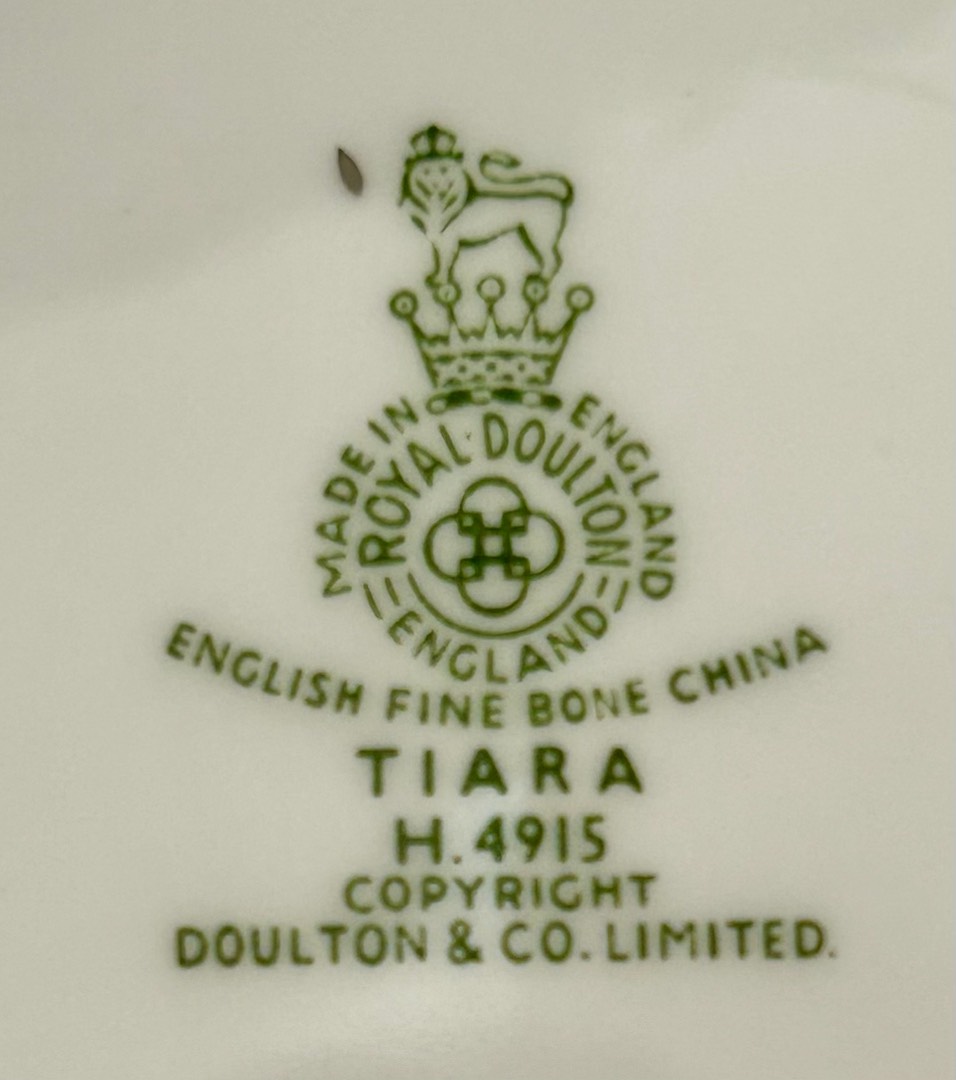 MADE IN ENGLAND
ROYAL DOULTON
ENGLAND
ENGLISH FINE BONE CHINA
TIARA
H.4915
COPYRIGHT
DOULTON & CO. LIMITED.